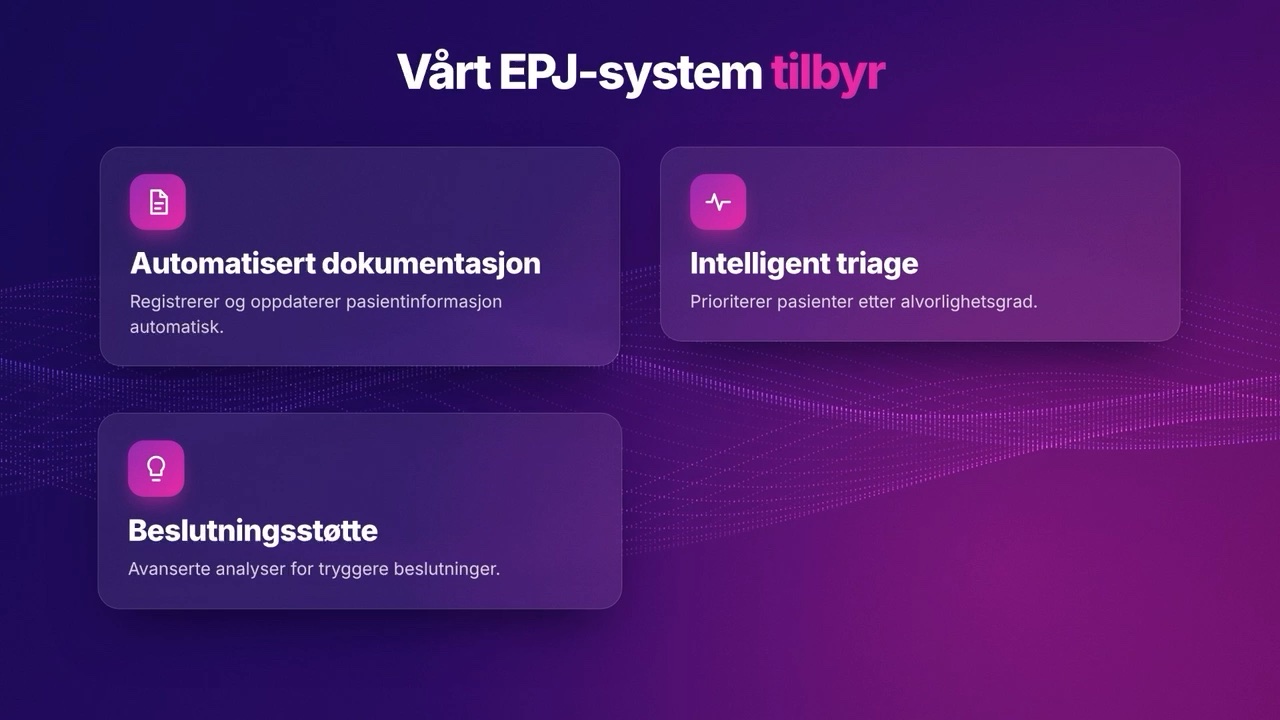 Vårt EPJ-system tilbyr
Automatisert dokumentasjon
Registrerer og oppdaterer pasientinformasjon
automatisk.
Intelligent triage
Prioriterer pasienter etter alvorlighetsgrad.
Beslutningsstøtte
Avanserte analyser for tryggere beslutninger.